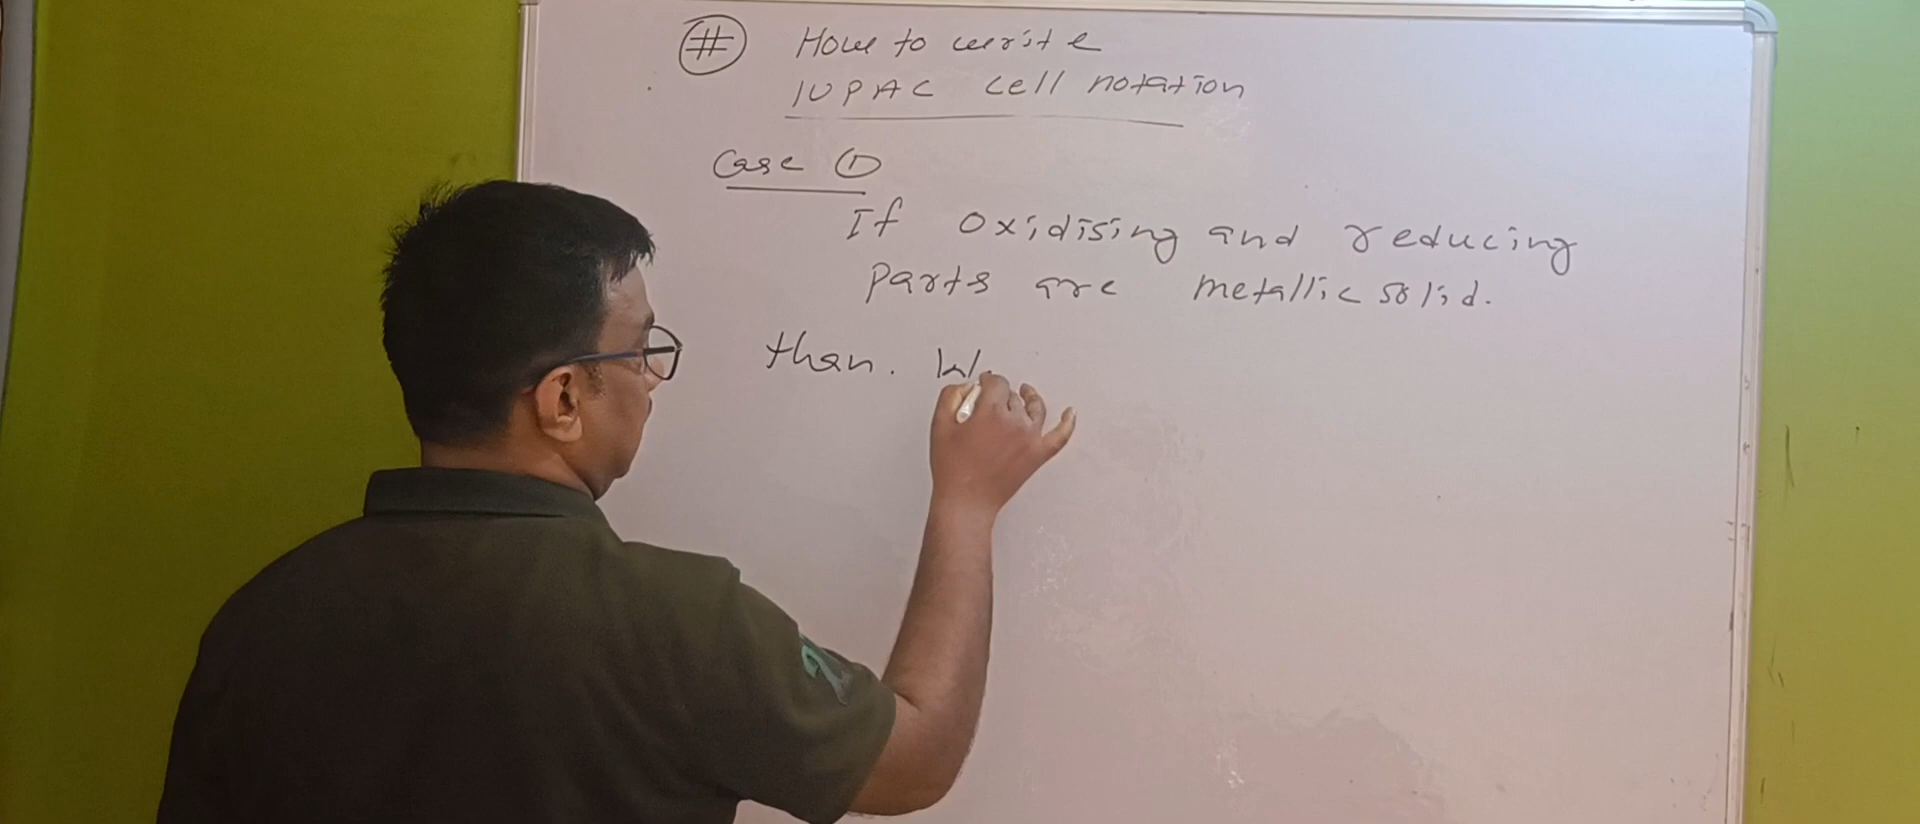 # How to write
IUPAC cell notation
Case ①
If oxidising and reducing
parts are metallic solid.
than.